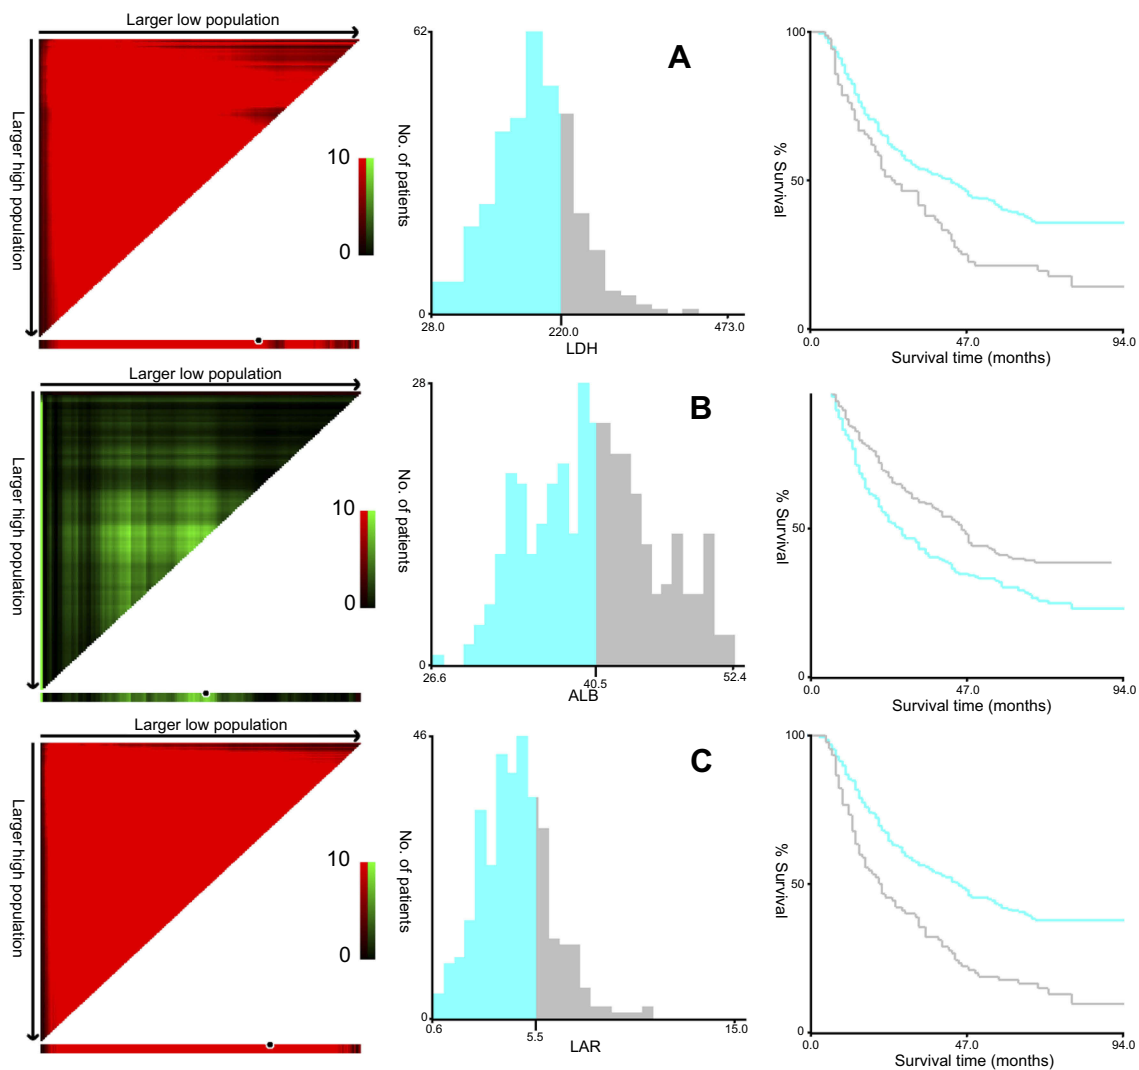 Larger low population
Larger high population
10
0
62
No. of patients
0
28.0
220.0
473.0
LDH
A
100
% Survival
50
0
0.0
47.0
94.0
Survival time (months)
Larger low population
Larger high population
10
0
28
No. of patients
0
26.6
40.5
52.4
ALB
B
% Survival
50
0
0.0
47.0
94.0
Survival time (months)
Larger low population
Larger high population
10
0
46
No. of patients
0
0.6
5.5
15.0
LAR
C
100
% Survival
50
0
0.0
47.0
94.0
Survival time (months)